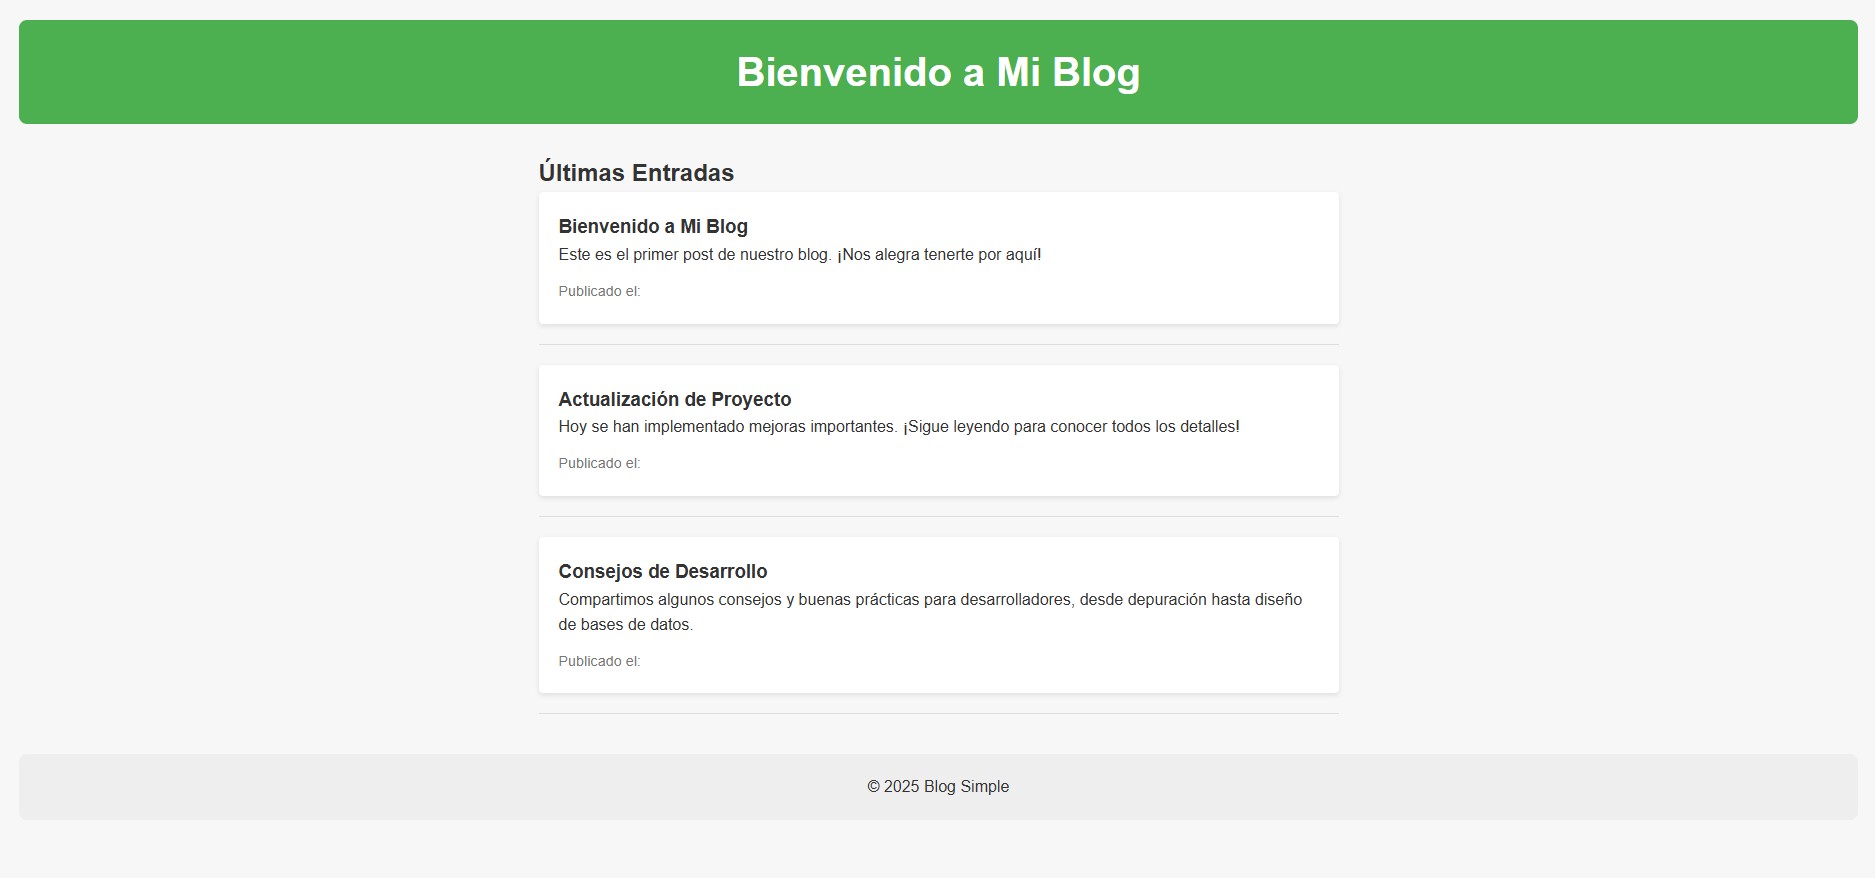 Bienvenido a Mi Blog
Últimas Entradas
Bienvenido a Mi Blog
Este es el primer post de nuestro blog. ¡Nos alegra tenerte por aquí!
Publicado el:
Actualización de Proyecto
Hoy se han implementado mejoras importantes. ¡Sigue leyendo para conocer todos los detalles!
Publicado el:
Consejos de Desarrollo
Compartimos algunos consejos y buenas prácticas para desarrolladores, desde depuración hasta diseño
de bases de datos.
Publicado el:
© 2025 Blog Simple